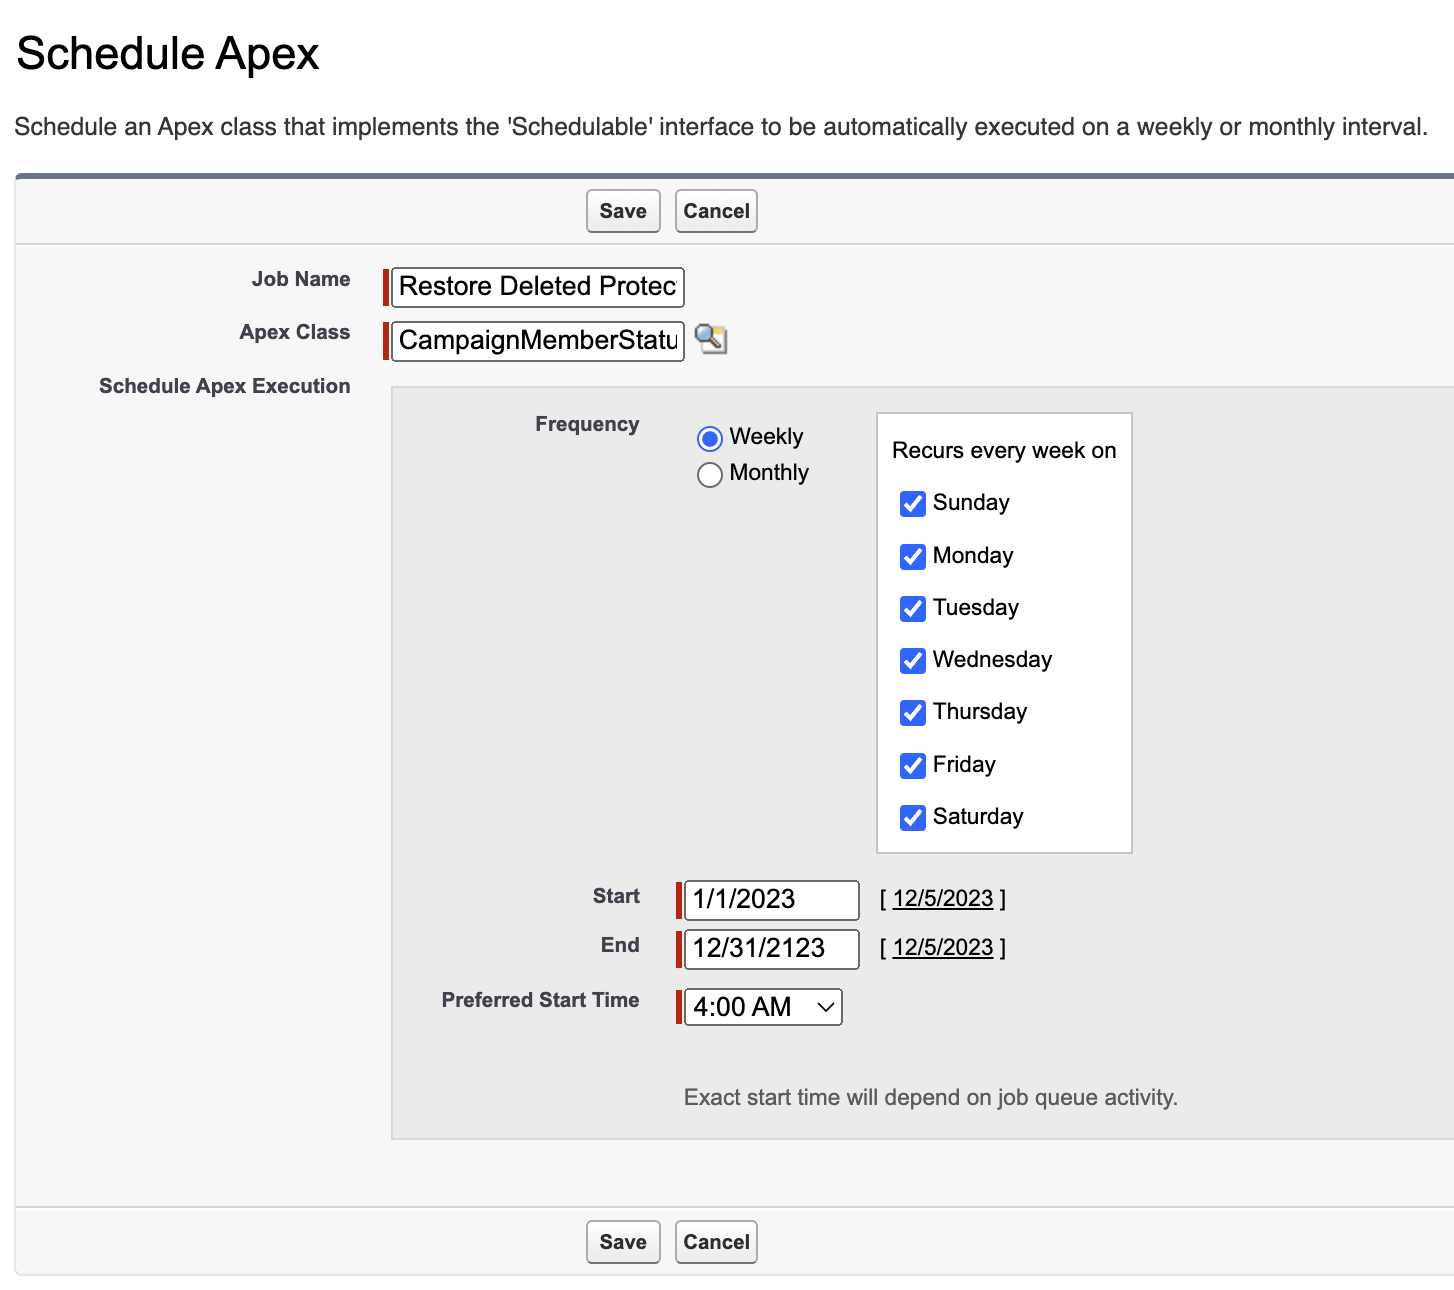 Schedule Apex
Schedule an Apex class that implements the 'Schedulable' interface to be automatically executed on a weekly or monthly interval.
Save Cancel
Job Name Restore Deleted Protec
Apex Class CampaignMemberStatu
Schedule Apex Execution
Frequency
Weekly
Monthly
Recurs every week on
Sunday
Monday
Tuesday
Wednesday
Thursday
Friday
Saturday
Start 1/1/2023 [ 12/5/2023 ]
End 12/31/2123 [ 12/5/2023 ]
Preferred Start Time 4:00 AM
Exact start time will depend on job queue activity.
Save Cancel